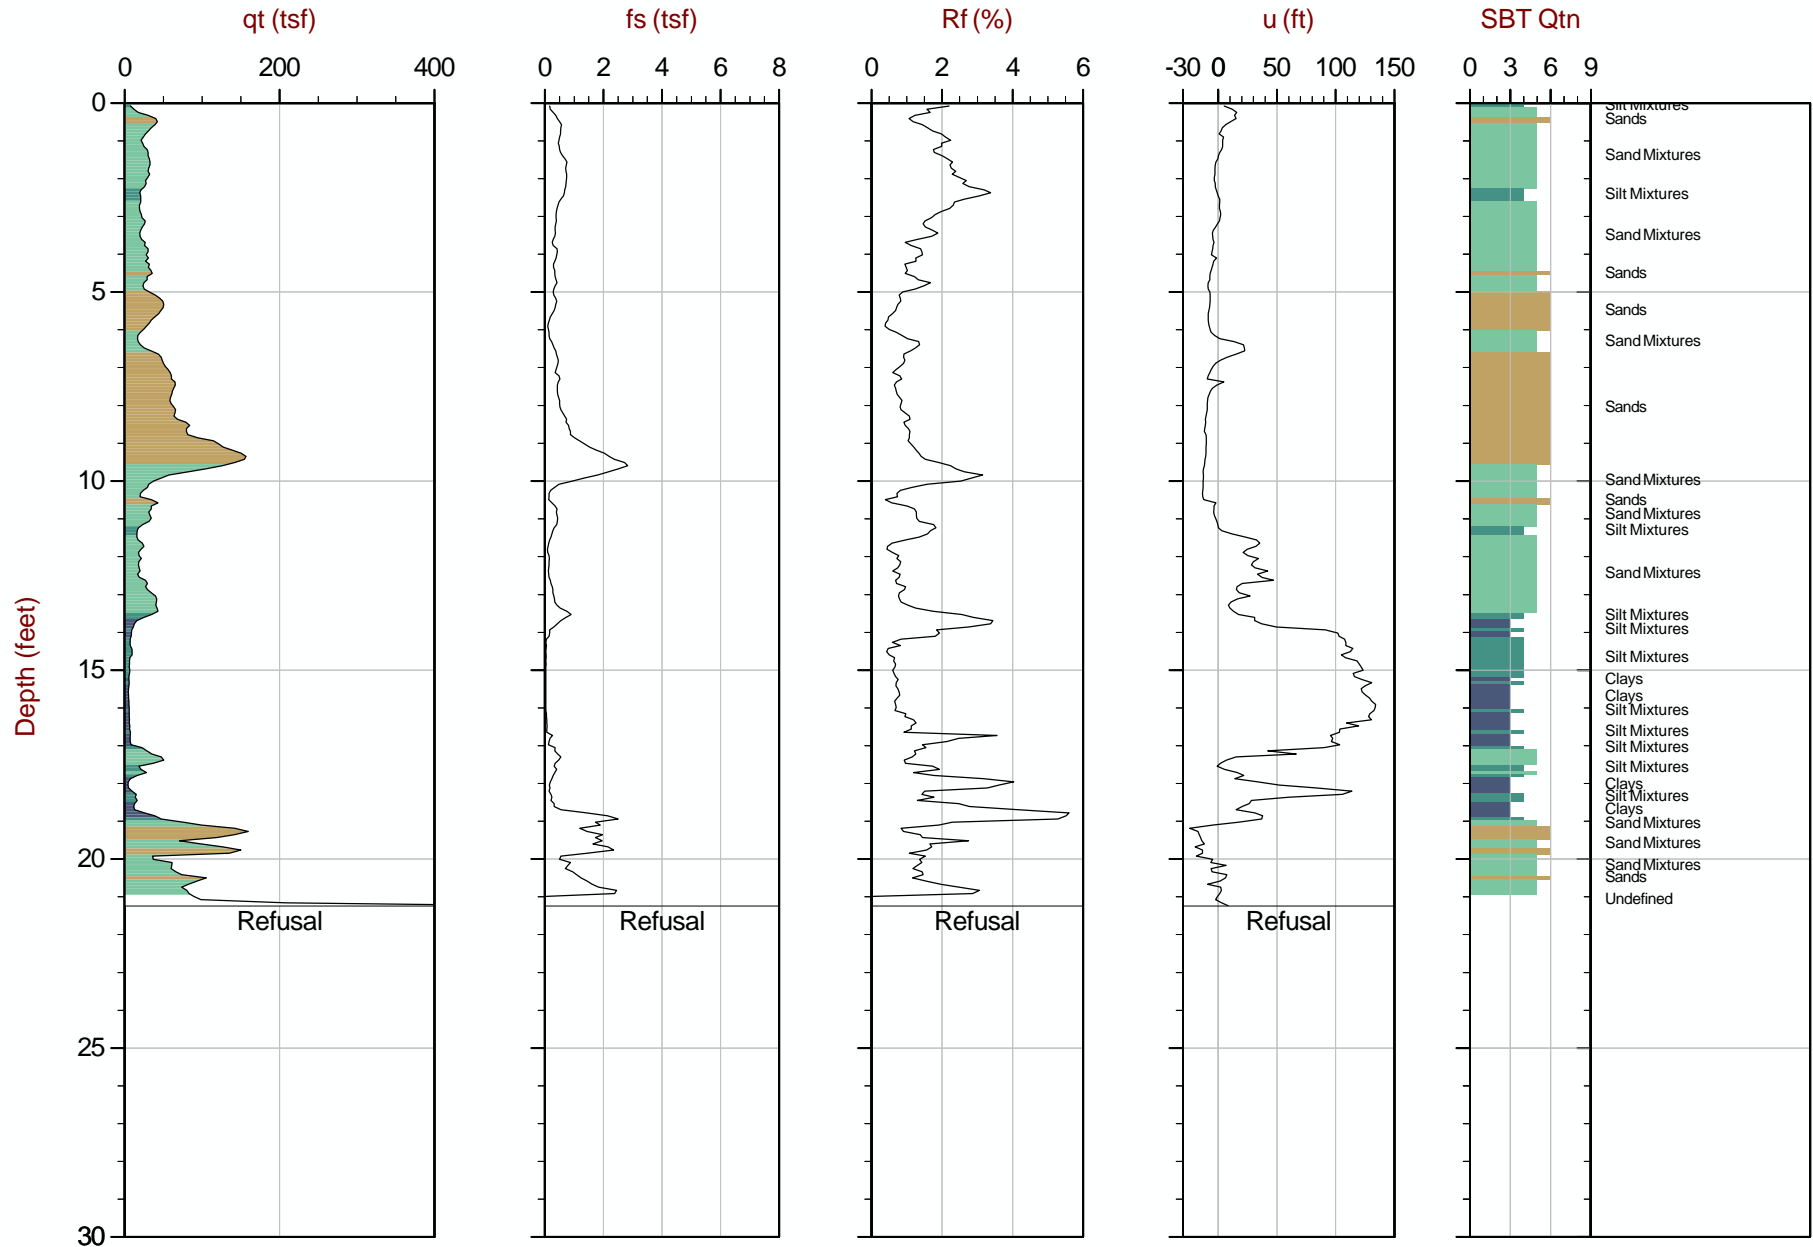 qt (tsf) fs (tsf) Rf (%) u (ft) SBT Qtn
0 200 400 0 2 4 6 8 0 2 4 6 -30 0 50 100 150 0 3 6 9
0
5
10
15
20
25
30
Depth (feet)
Silt Mixtures
Sands
Sand Mixtures
Silt Mixtures
Sand Mixtures
Sands
Sands
Sand Mixtures
Sands
Sand Mixtures
Sands
Sand Mixtures
Silt Mixtures
Sand Mixtures
Silt Mixtures
Silt Mixtures
Silt Mixtures
Clays
Clays
Silt Mixtures
Silt Mixtures
Silt Mixtures
Silt Mixtures
Clays
Silt Mixtures
Clays
Sand Mixtures
Sand Mixtures
Sand Mixtures
Sands
Undefined
Refusal Refusal Refusal Refusal